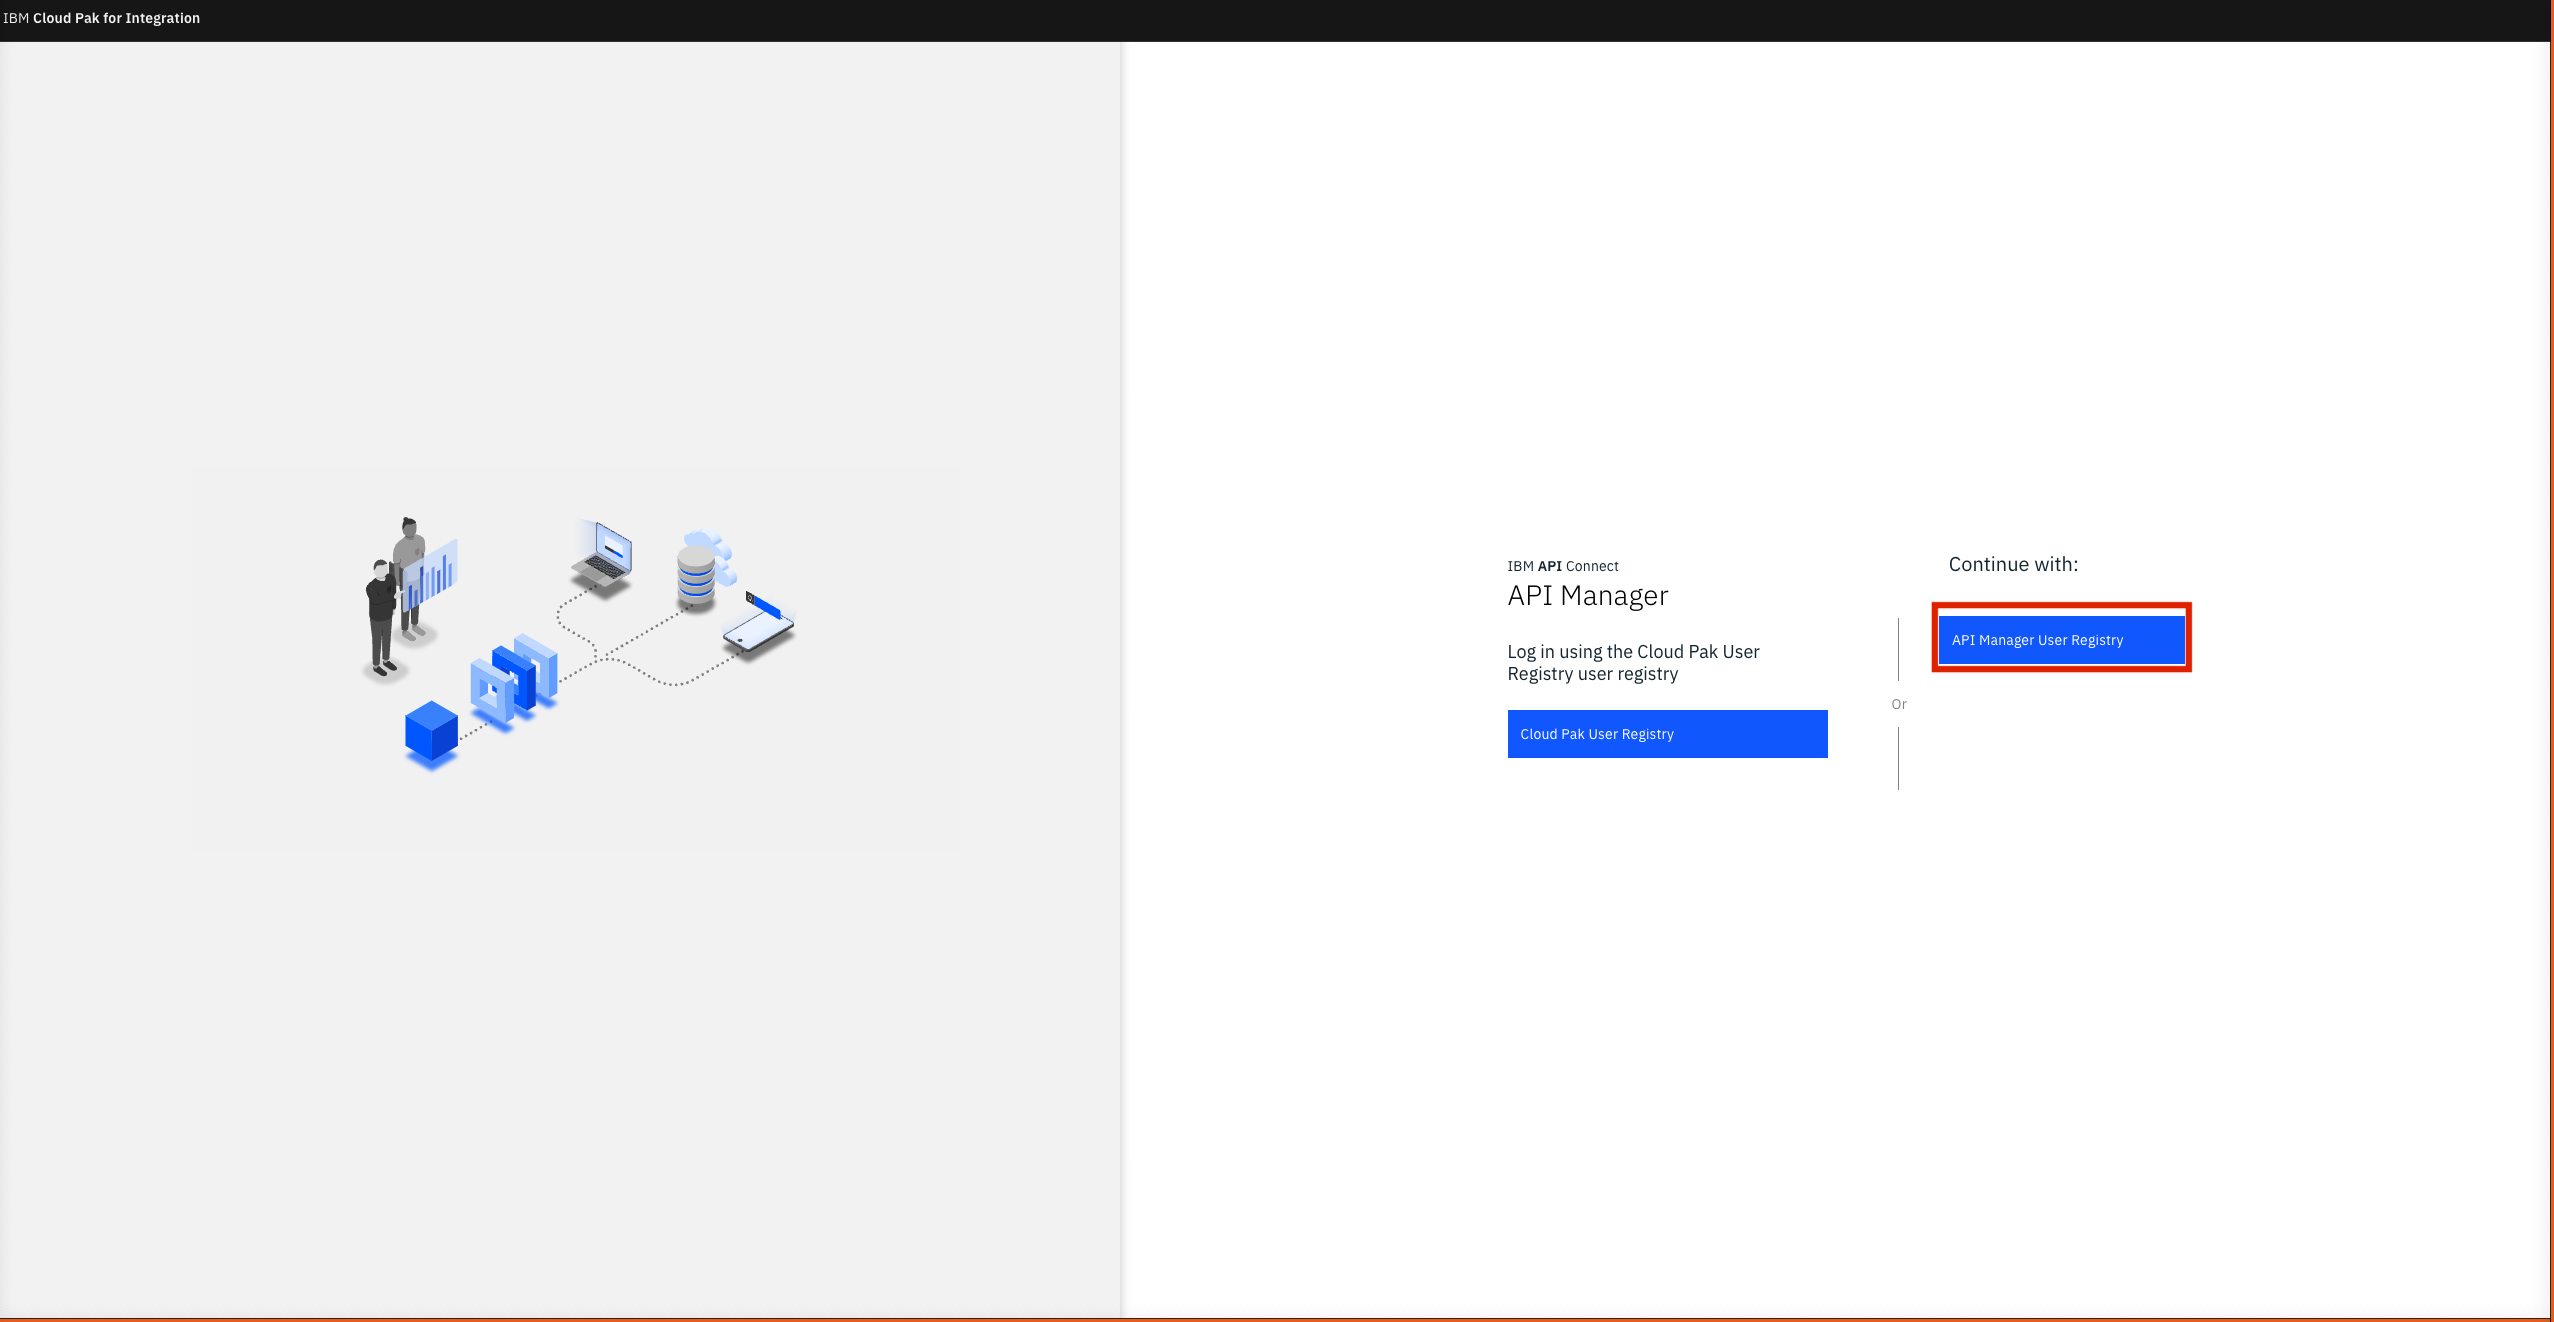 IBM Cloud Pak for Integration
IBM API Connect
API Manager
Log in using the Cloud Pak User
Registry user registry
Cloud Pak User Registry
Or
Continue with:
API Manager User Registry